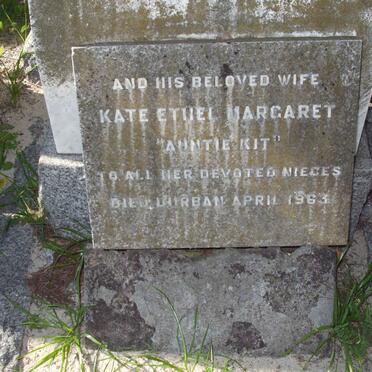 AND HIS BELOVED WIFE
KATE ETHEL MARGARET
"AUNTIE KIT"
TO ALL HER DEVOTED NIECES
DIED DURBAN APRIL 1963